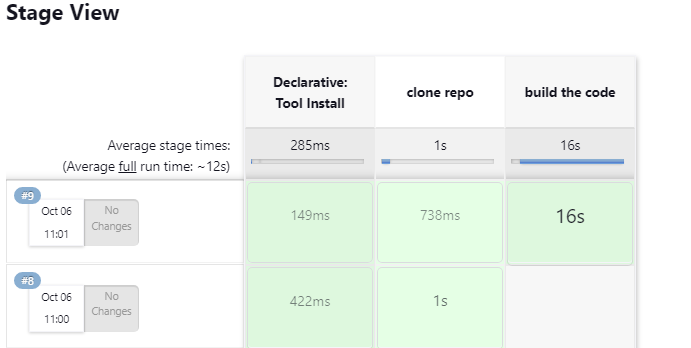 Stage View
Declarative:
Tool Install
clone repo
build the code
Average stage times:
(Average full run time: ~12s)
285ms
1s
16s
#9
Oct 06
11:01
No
Changes
149ms
738ms
16s
#8
Oct 06
11:00
No
Changes
422ms
1s